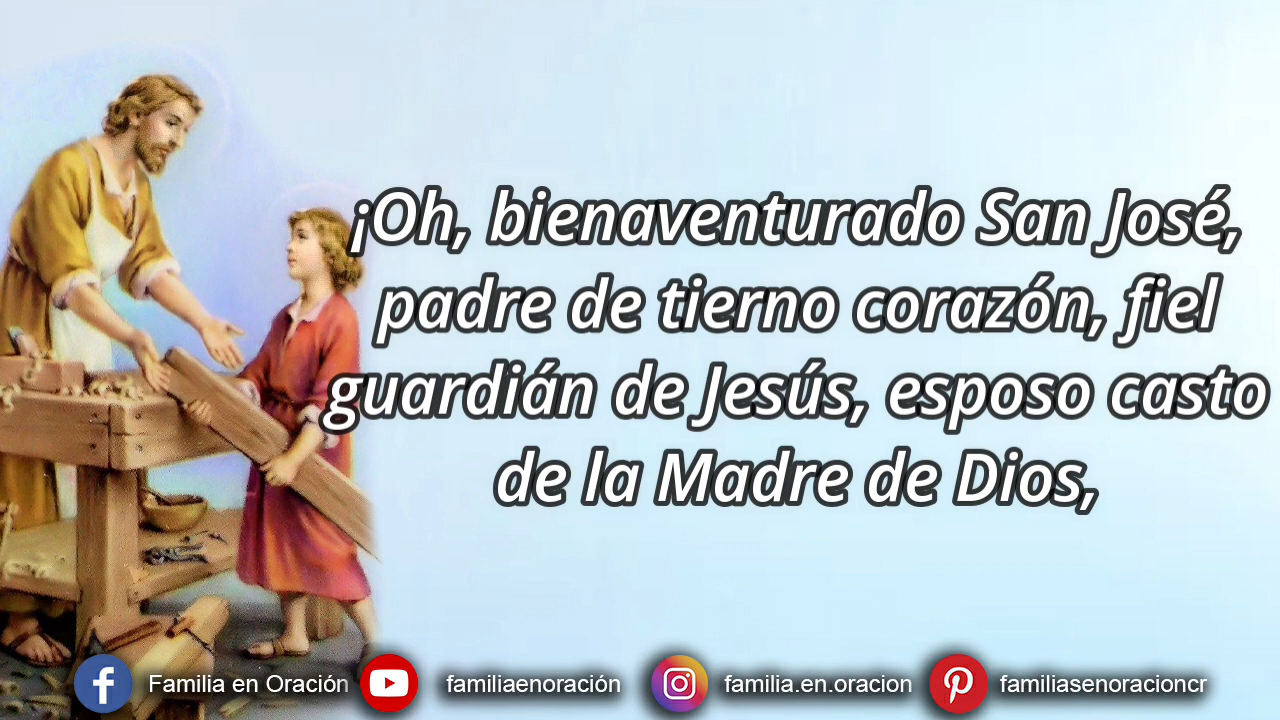 ¡Oh, bienaventurado San José,
padre de tierno corazón, fiel
guardián de Jesús, esposo casto
de la Madre de Dios,
Familia en Oración familiaenoración familia.en.oracion familiasenoracioncr